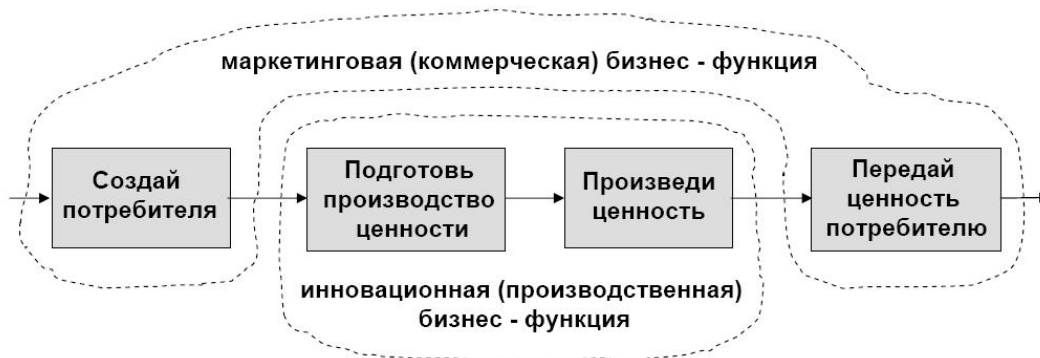 маркетинговая (коммерческая) бизнес - функция
Создай
потребителя
Подготовь
производство
ценности
Произведи
ценность
Передай
ценность
потребителю
инновационная (производственная)
бизнес - функция